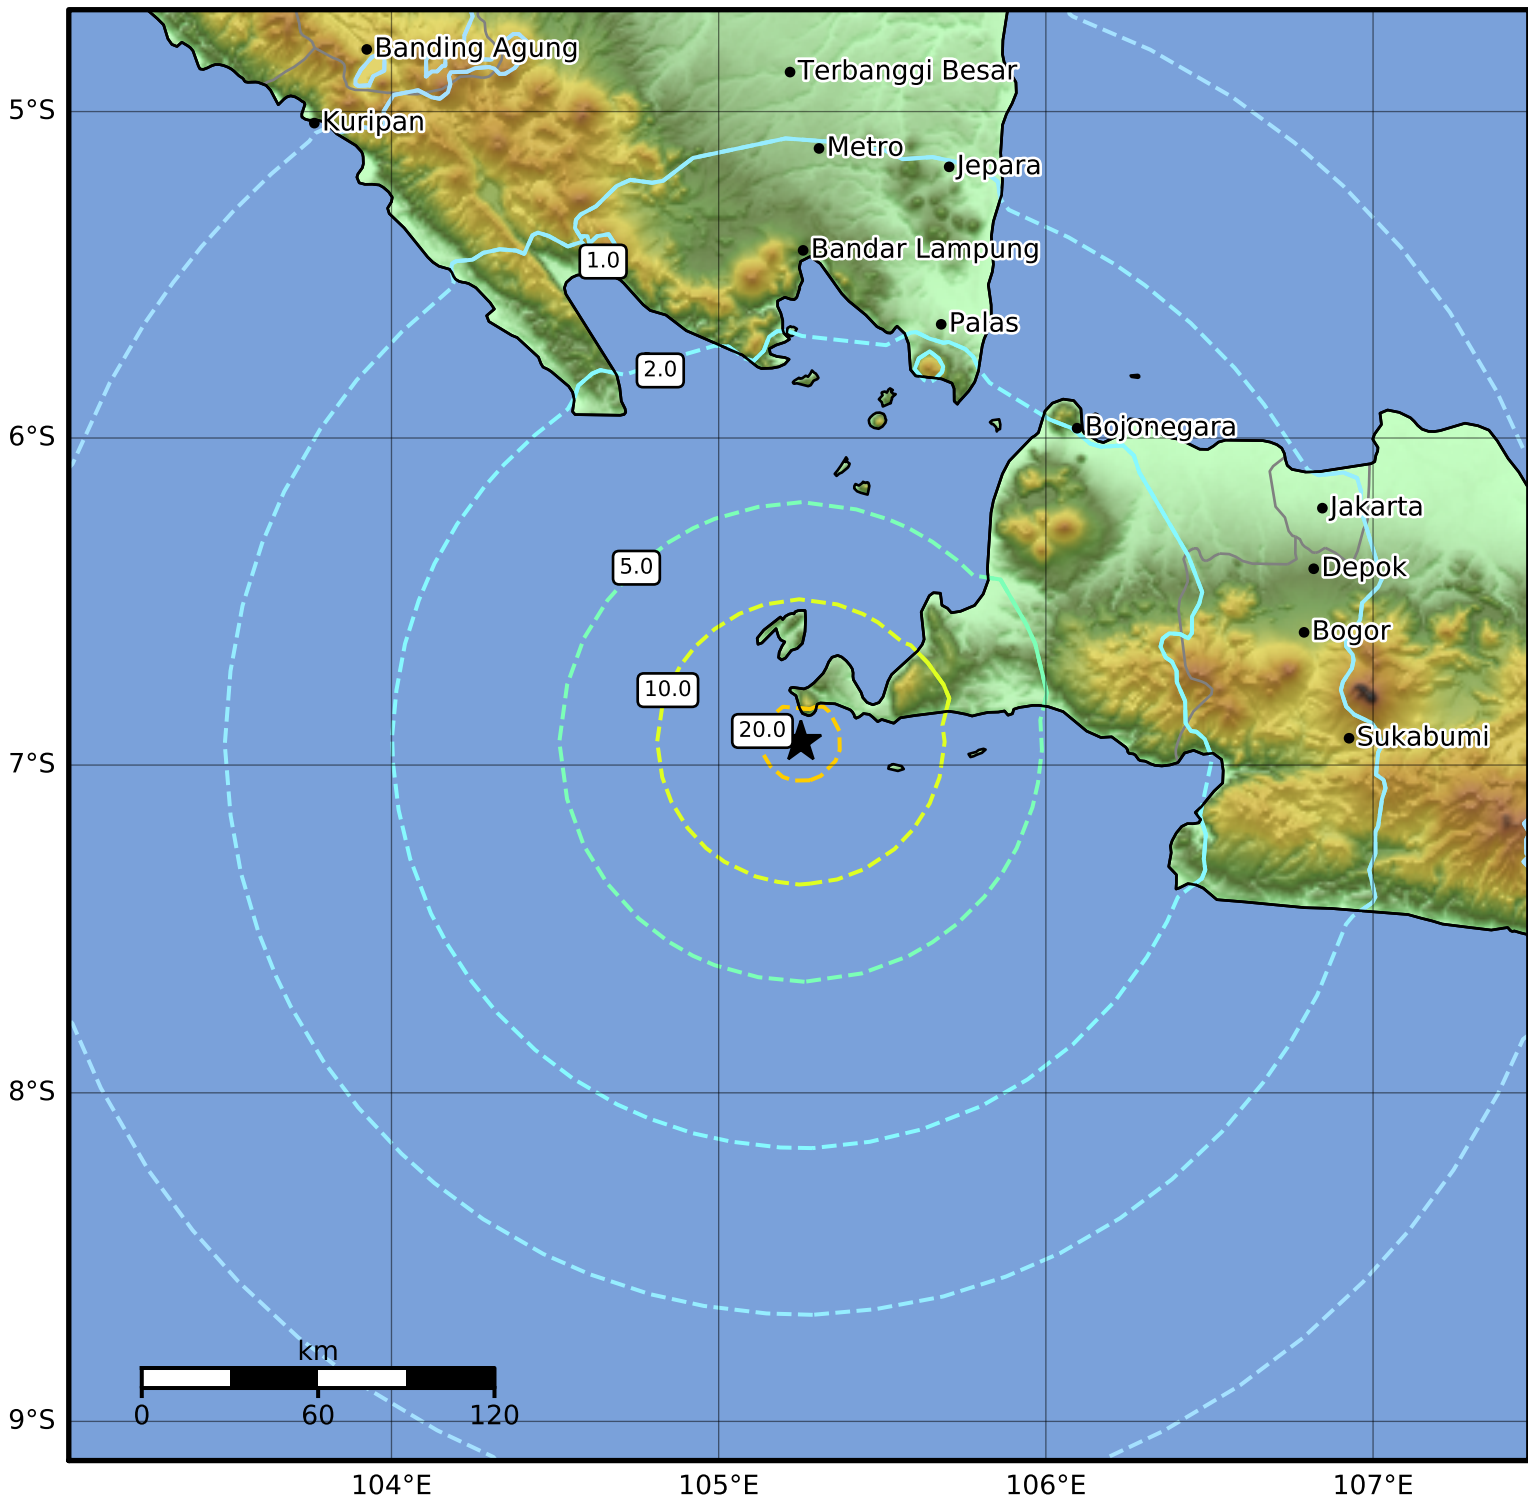 Banding Agung
Terbanggi Besar
5°S
Kuripan
Metro
Jepara
Bandar Lampung
1.0
Palas
2.0
6°S
Bojonegara
Jakarta
5.0
Depok
Bogor
10.0
20.0
Sukabumi
7°S
8°S
km
0 60 120
9°S
104°E 105°E 106°E 107°E